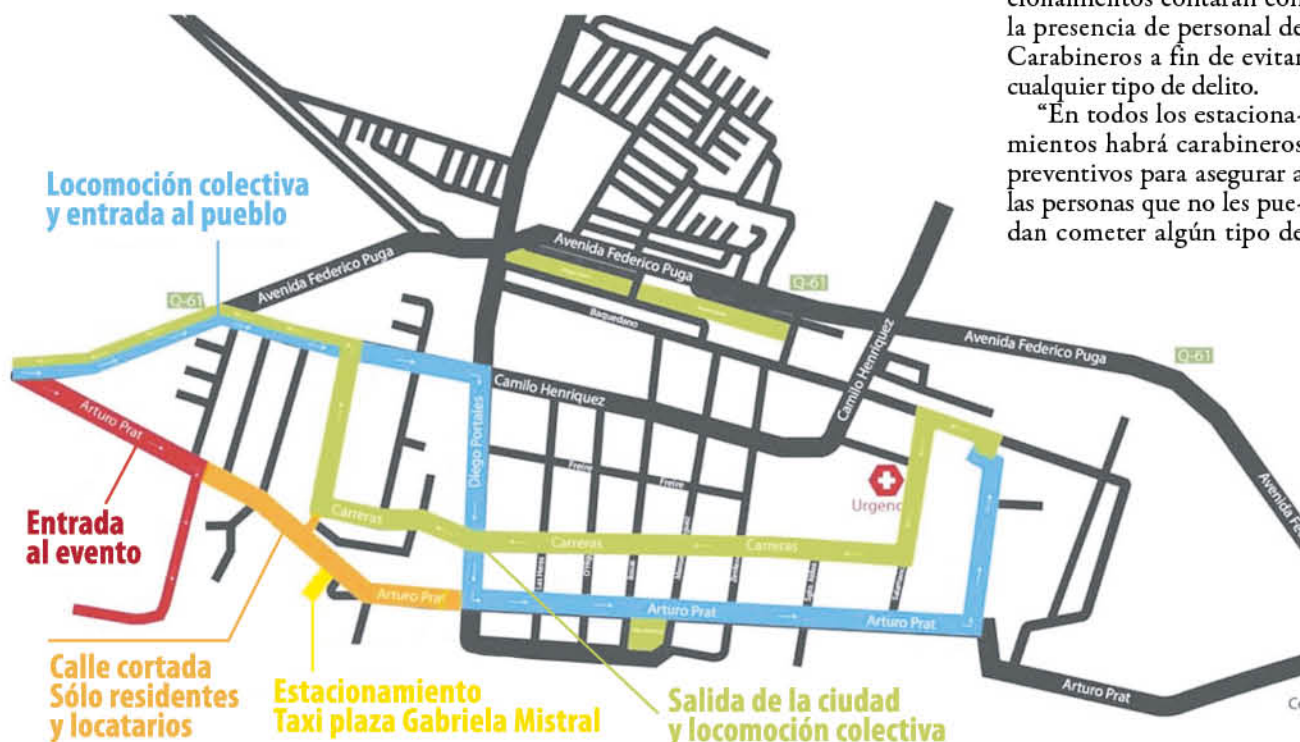 cionamientos contarán con
la presencia de personal de
Carabineros a fin de evitar
cualquier tipo de delito.
“En todos los estaciona-
mientos habrá carabineros
preventivos para asegurar a
las personas que no les pue-
dan cometer algún tipo de
Locomoción colectiva
y entrada al pueblo
Q-61
Avenida Federico Puga
Avenida Federico Puga
Q-61
Baquedano
Camilo Henriquez
Avenida Federico Puga
Q-61
Arturo Prat
Camilo Henriquez
Diego Portales
Freire
Freire
Urgenc
Entrada
al evento
Carreras
Carreras
Carreras
Las Heras
Arturo Prat
Arturo Prat
Arturo Prat
Arturo Prat
Calle cortada
Sólo residentes
y locatarios
Estacionamiento
Taxi plaza Gabriela Mistral
Salida de la ciudad
y locomoción colectiva